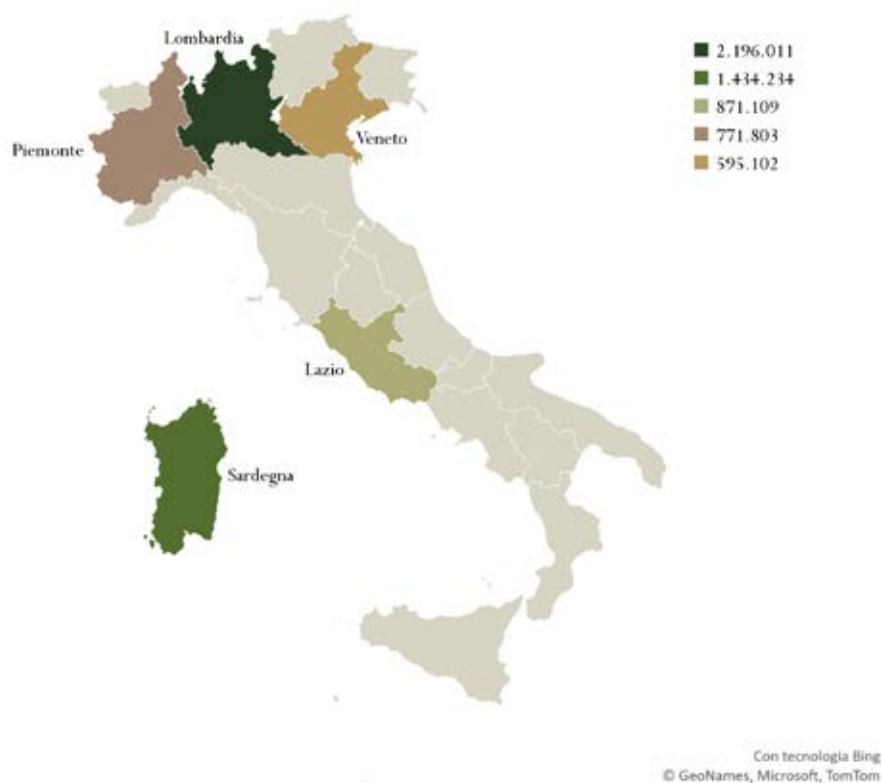 Lombardia
2.196.011
1.434.234
871.109
771.803
595.102
Veneto
Piemonte
Lazio
Sardegna
Con tecnologia Bing
© GeoNames, Microsoft, TomTom